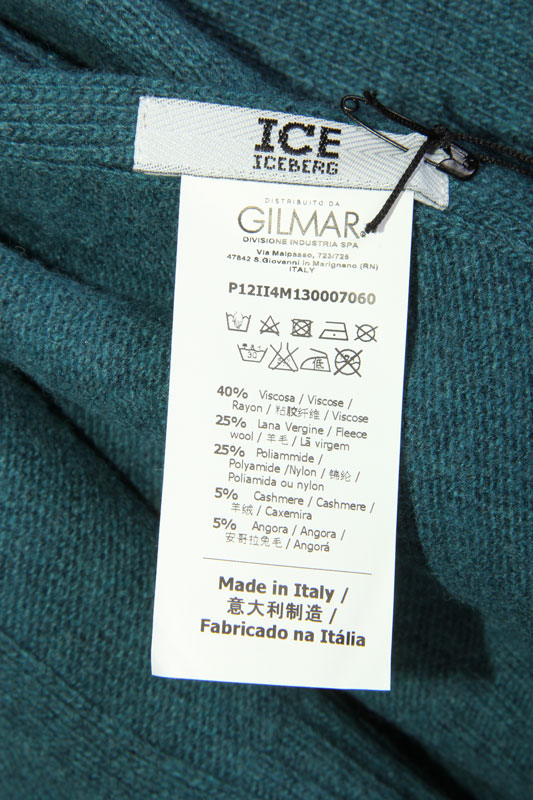 ICE
ICEBERG
DISTRIBUITO DA
GILMAR
DIVISIONE INDUSTRIA SPA
Via Malpasso, 723/725
47842 S.Giovanni in Marignano (RN)
ITALY
P12II4M130007060
30
低
40% Viscosa / Viscose /
Rayon / 粘胶纤维 / Viscose
25% Lana Vergine / Fleece
wool / 羊毛 / Lã virgem
25% Poliammide /
Polyamide /Nylon / 锦纶 /
Poliamida ou nylon
5% Cashmere / Cashmere /
羊绒 / Caxemira
5% Angora / Angora /
安哥拉兔毛 / Angorá
Made in Italy /
意大利制造 /
Fabricado na Itália